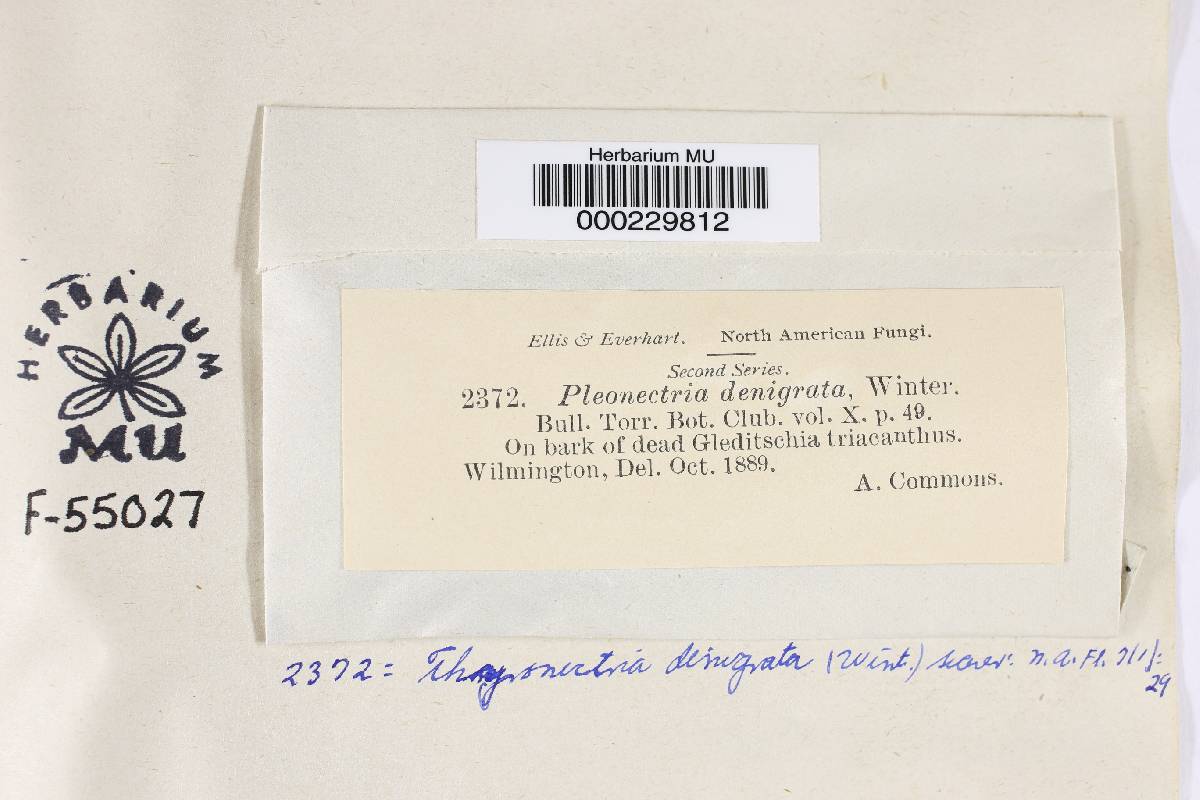 Herbarium MU
000229812
HERBARIUM
MU
F-55027
Ellis & Everhart. North American Fungi.
Second Series.
2372. Pleonectria denigrata, Winter.
Bull. Torr. Bot. Club. vol. X. p. 49.
On bark of dead Gleditschia triacanthus.
Wilmington, Del. Oct. 1889.
A. Commons.
2372 = Thyronectria denigrata (Wint.) seaver. n.a. Fl. 3(1):
29